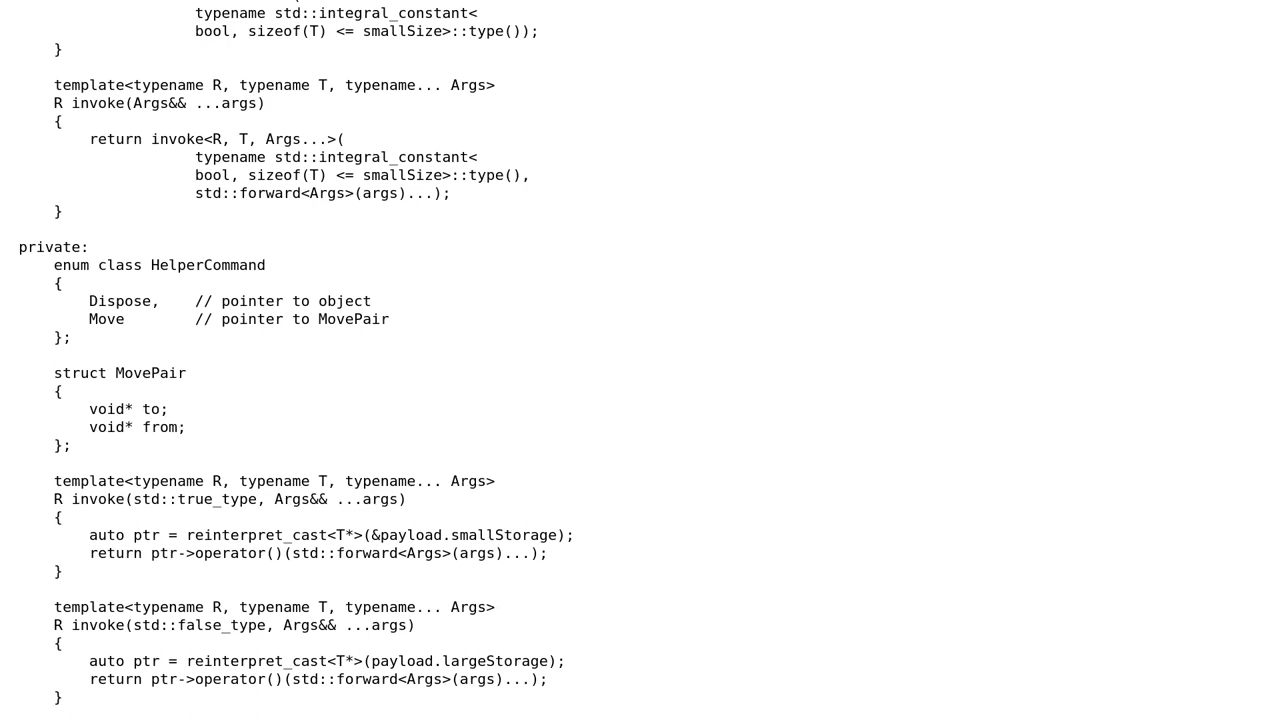 typename std::integral_constant<
                    bool, sizeof(T) <= smallSize>::type());
    }

    template<typename R, typename T, typename... Args>
    R invoke(Args&& ...args)
    {
        return invoke<R, T, Args...>(
                    typename std::integral_constant<
                    bool, sizeof(T) <= smallSize>::type(),
                    std::forward<Args>(args)...);
    }

private:
    enum class HelperCommand
    {
        Dispose,    // pointer to object
        Move        // pointer to MovePair
    };

    struct MovePair
    {
        void* to;
        void* from;
    };

    template<typename R, typename T, typename... Args>
    R invoke(std::true_type, Args&& ...args)
    {
        auto ptr = reinterpret_cast<T*>(&payload.smallStorage);
        return ptr->operator()(std::forward<Args>(args)...);
    }

    template<typename R, typename T, typename... Args>
    R invoke(std::false_type, Args&& ...args)
    {
        auto ptr = reinterpret_cast<T*>(payload.largeStorage);
        return ptr->operator()(std::forward<Args>(args)...);
    }